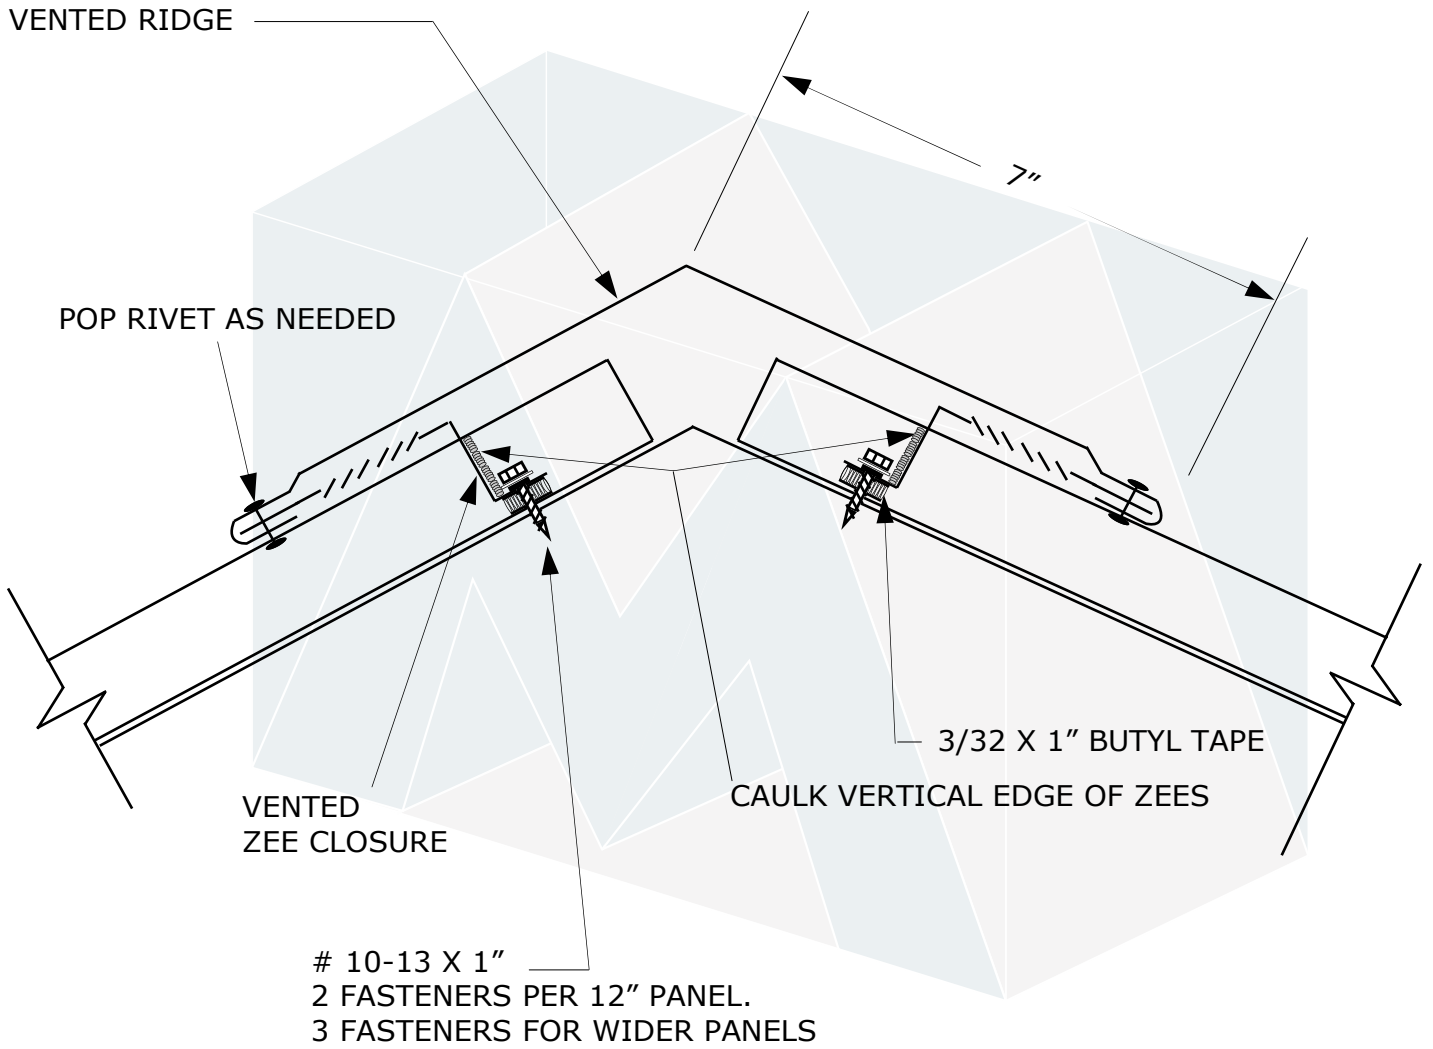 VENTED RIDGE
7”
POP RIVET AS NEEDED
3/32 X 1” BUTYL TAPE
CAULK VERTICAL EDGE OF ZEES
VENTED
ZEE CLOSURE
# 10-13 X 1”
2 FASTENERS PER 12” PANEL.
3 FASTENERS FOR WIDER PANELS